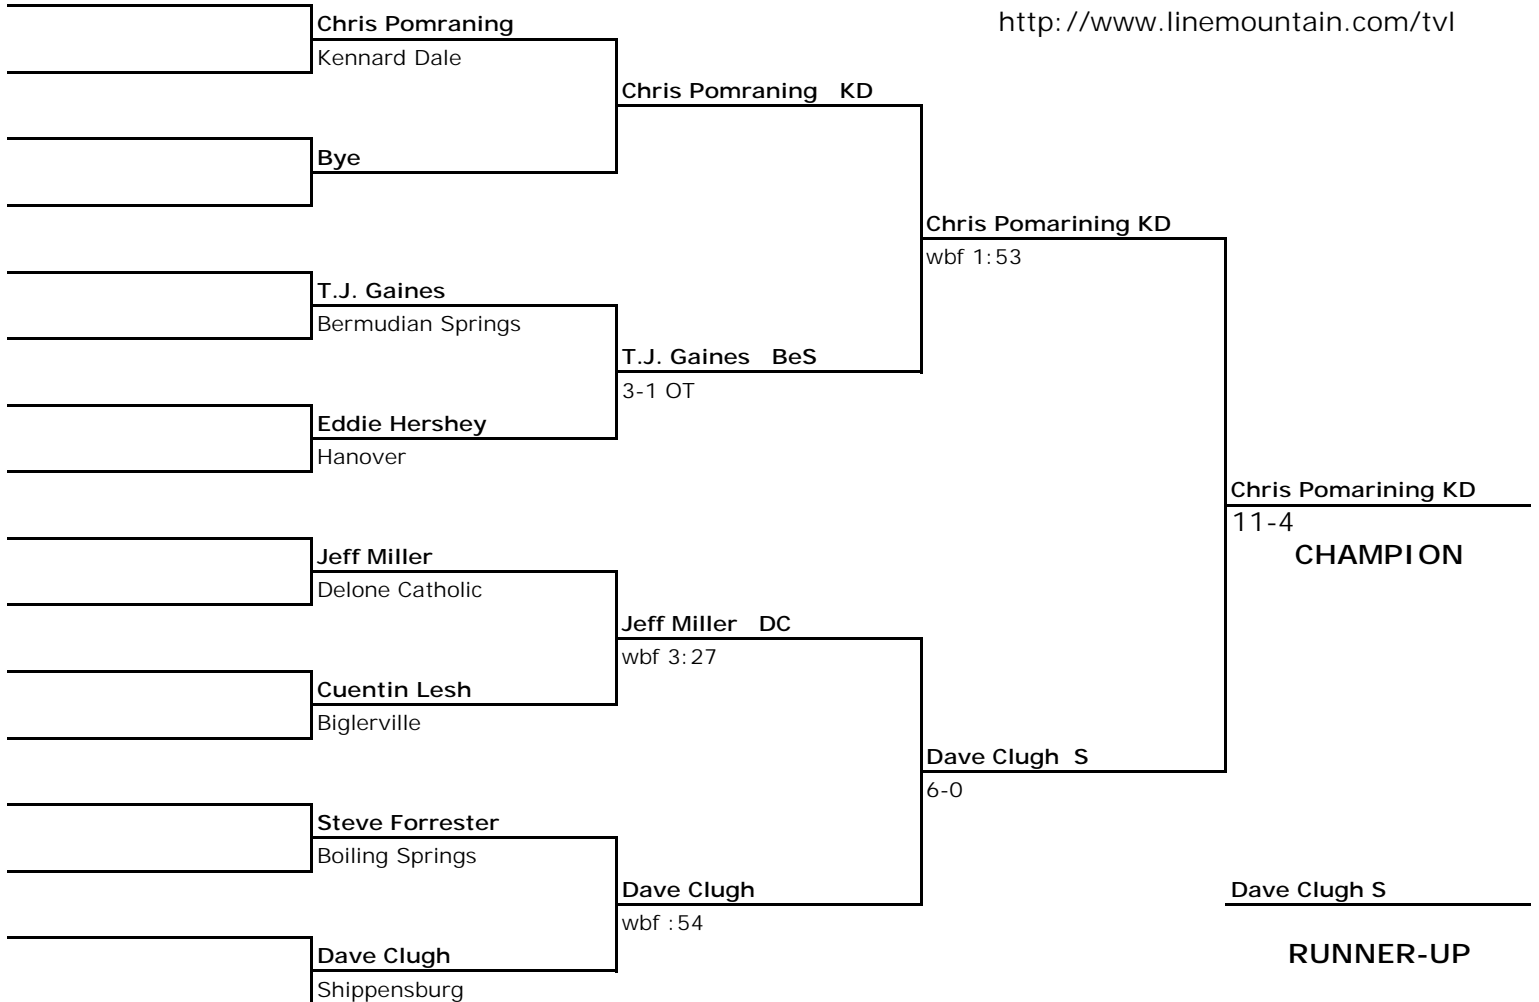 Chris Pomraning
http://www.linemountain.com/tvl
Kennard Dale
Chris Pomraning KD
Bye
Chris Pomarining KD
wbf 1:53
T.J. Gaines
Bermudian Springs
T.J. Gaines BeS
3-1 OT
Eddie Hershey
Hanover
Chris Pomarining KD
11-4
CHAMPION
Jeff Miller
Delone Catholic
Jeff Miller DC
wbf 3:27
Cuentin Lesh
Biglerville
Dave Clugh S
6-0
Steve Forrester
Boiling Springs
Dave Clugh
wbf :54
Dave Clugh S
RUNNER-UP
Dave Clugh
Shippensburg